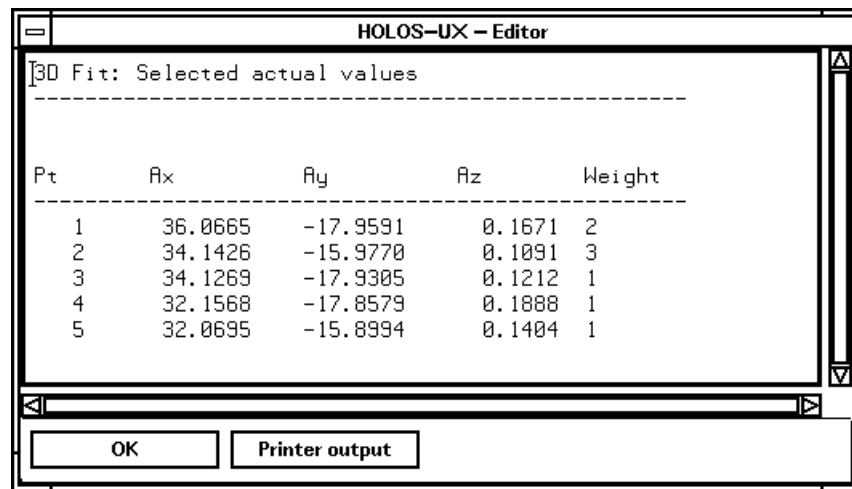 HOLOS-UX – Editor
3D Fit: Selected actual values
---------------------------------------------------
Pt Ax Ay Az Weight
---------------------------------------------------
1 36.0665 -17.9591 0.1671 2
2 34.1426 -15.9770 0.1091 3
3 34.1269 -17.9305 0.1212 1
4 32.1568 -17.8579 0.1888 1
5 32.0695 -15.8994 0.1404 1
OK Printer output